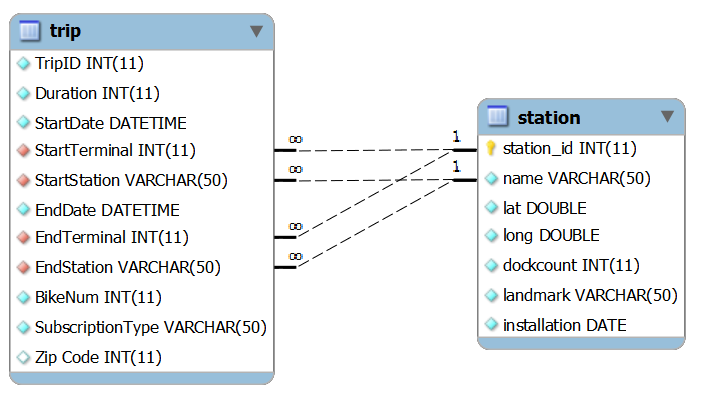 trip
TripID INT(11)
Duration INT(11)
StartDate DATETIME
StartTerminal INT(11)
StartStation VARCHAR(50)
EndDate DATETIME
EndTerminal INT(11)
EndStation VARCHAR(50)
BikeNum INT(11)
SubscriptionType VARCHAR(50)
Zip Code INT(11)
∞
∞
∞
∞
1
1
station
station_id INT(11)
name VARCHAR(50)
lat DOUBLE
long DOUBLE
dockcount INT(11)
landmark VARCHAR(50)
installation DATE